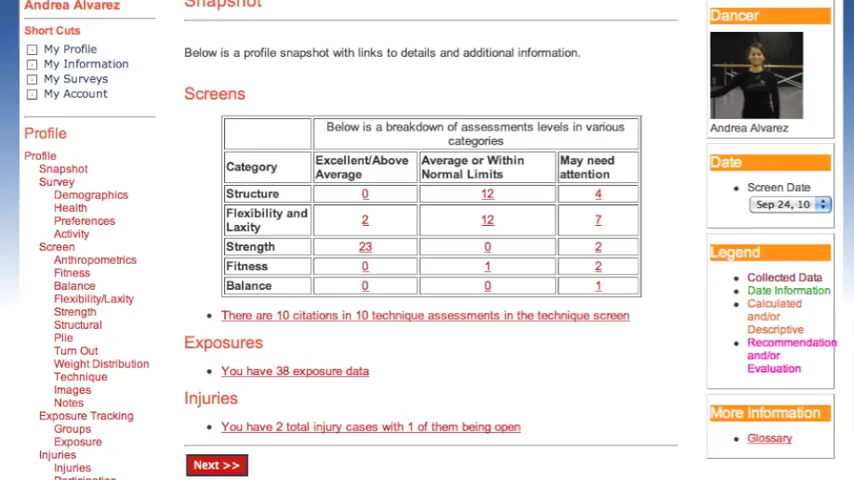 Andrea Alvarez
Short Cuts
My Profile
My Information
My Surveys
My Account
Profile
Profile
Snapshot
Survey
Demographics
Health
Preferences
Activity
Screen
Anthropometrics
Fitness
Balance
Flexibility/Laxity
Strength
Structural
Plie
Turn Out
Weight Distribution
Technique
Images
Notes
Exposure Tracking
Groups
Exposure
Injuries
Injuries
Participation
Snapshot
Below is a profile snapshot with links to details and additional information.
Screens
Below is a breakdown of assessments levels in various
categories
Category Excellent/Above Average Average or Within Normal Limits May need attention
Structure 0 12 4
Flexibility and Laxity 2 12 7
Strength 23 0 2
Fitness 0 1 2
Balance 0 0 1
There are 10 citations in 10 technique assessments in the technique screen
Exposures
You have 38 exposure data
Injuries
You have 2 total injury cases with 1 of them being open
Next >>
Dancer
Andrea Alvarez
Date
Screen Date
Sep 24, 10
Legend
Collected Data
Date Information
Calculated
and/or
Descriptive
Recommendation
and/or
Evaluation
More Information
Glossary